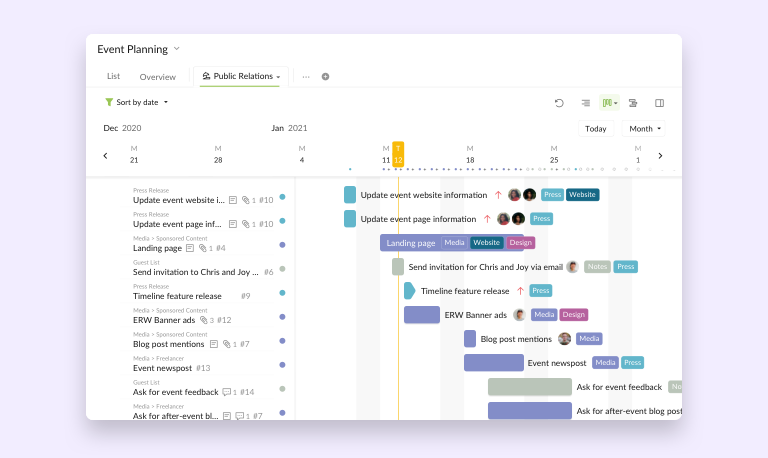 Event Planning
List Overview Public Relations
Sort by date
Dec 2020 Jan 2021 Today Month
M M M M T M M M
21 28 4 11 12 18 25 1
Press Release
Update event website i... 1 #10 Update event website information Press Website
Press Release
Update event page inf... 1 #10 Update event page information Press
Media > Sponsored Content
Landing page 1 #4 Landing page Media Website Design
Guest List
Send invitation to Chris and Joy ... #6 Send invitation for Chris and Joy via email Notes Press
Press Release
Timeline feature release #9 Timeline feature release Press
Media > Sponsored Content
ERW Banner ads 3 #12 ERW Banner ads Media Design
Media > Sponsored Content
Blog post mentions 1 #7 Blog post mentions Media
Media > Freelancer
Event newspost #13 Event newspost Media Press
Guest List
Ask for event feedback 1 #14 Ask for event feedback No
Media > Freelancer
Ask for after-event bl... 1 #7 Ask for after-event blog post